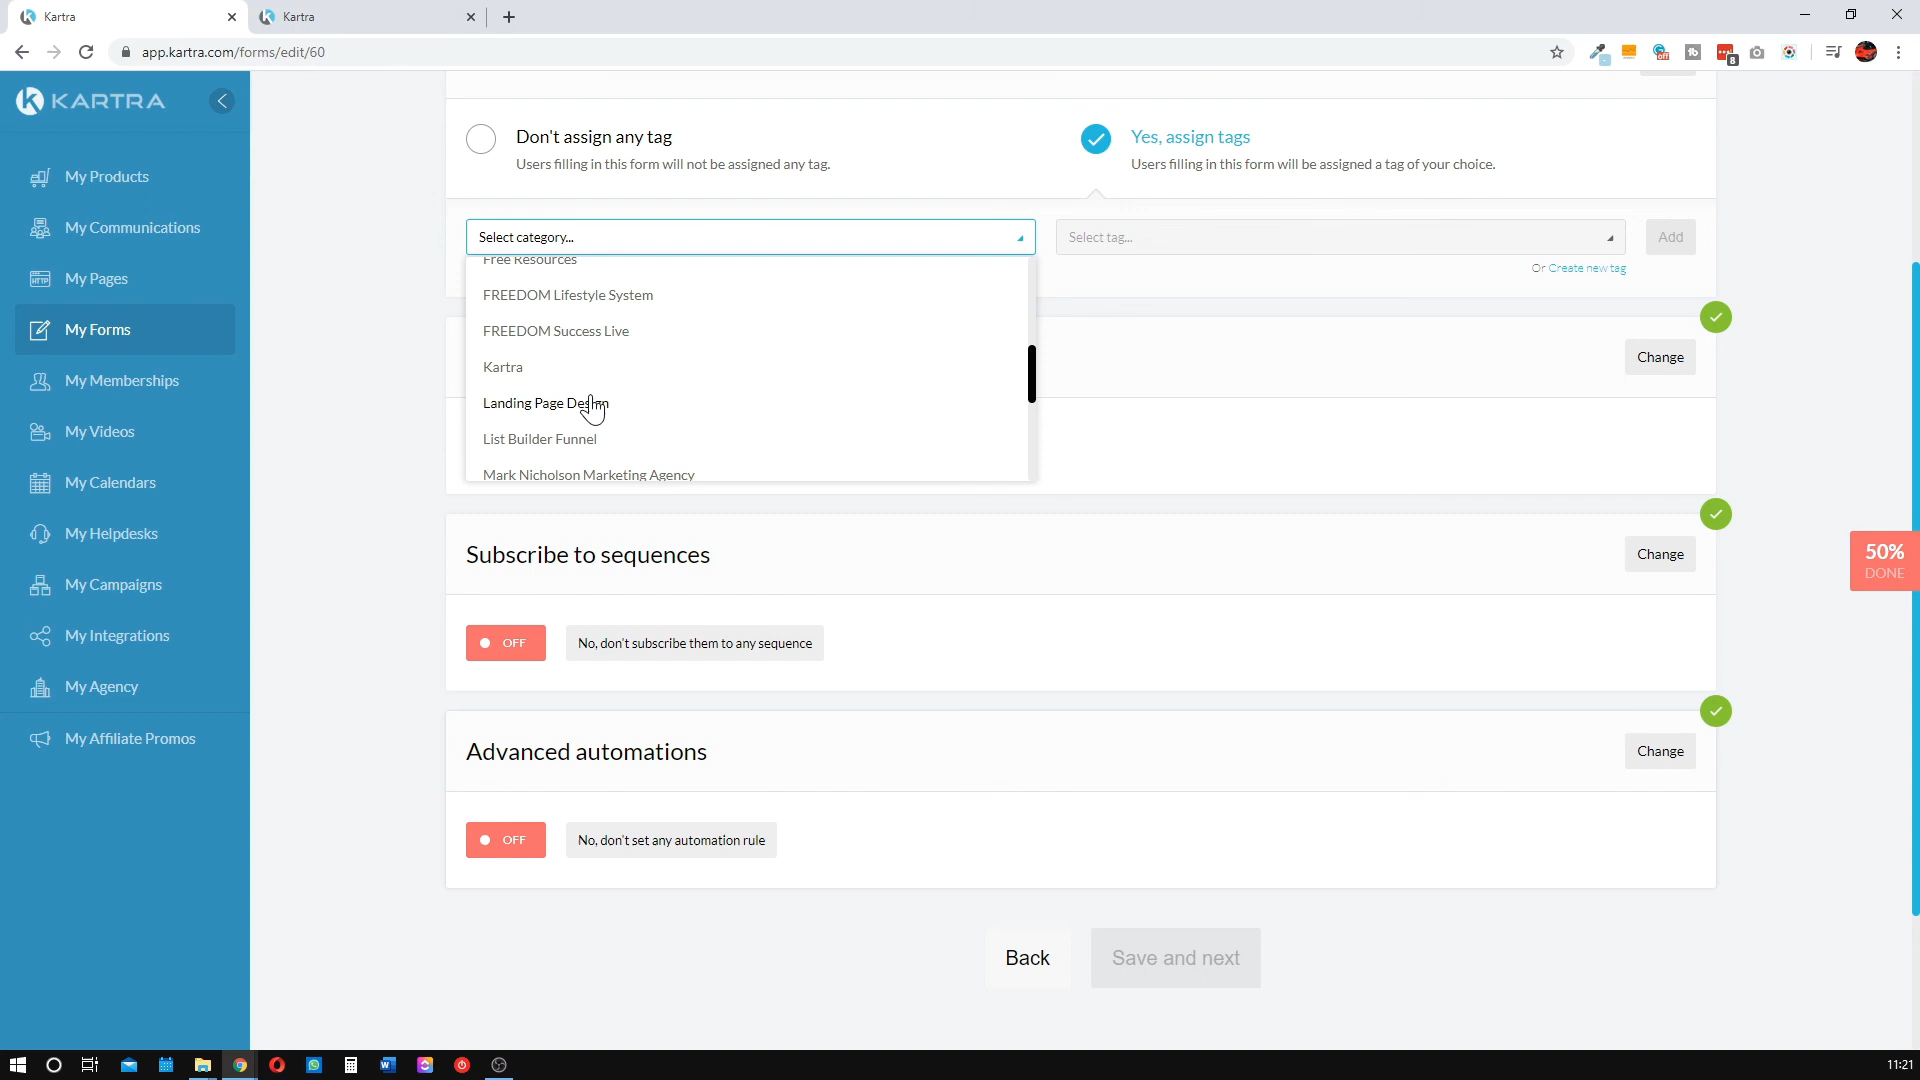 Kartra
Kartra
app.kartra.com/forms/edit/60
8
KARTRA
My Products
My Communications
My Pages
My Forms
My Memberships
My Videos
My Calendars
My Helpdesks
My Campaigns
My Integrations
My Agency
My Affiliate Promos
Don't assign any tag
Users filling in this form will not be assigned any tag.
Yes, assign tags
Users filling in this form will be assigned a tag of your choice.
Select category...
Select tag...
Add
Or Create new tag
Free Resources
FREEDOM Lifestyle System
FREEDOM Success Live
Kartra
Landing Page Design
List Builder Funnel
Mark Nicholson Marketing Agency
Change
Subscribe to sequences
Change
OFF
No, don't subscribe them to any sequence
50%
DONE
Advanced automations
Change
OFF
No, don't set any automation rule
Back
Save and next
11:21